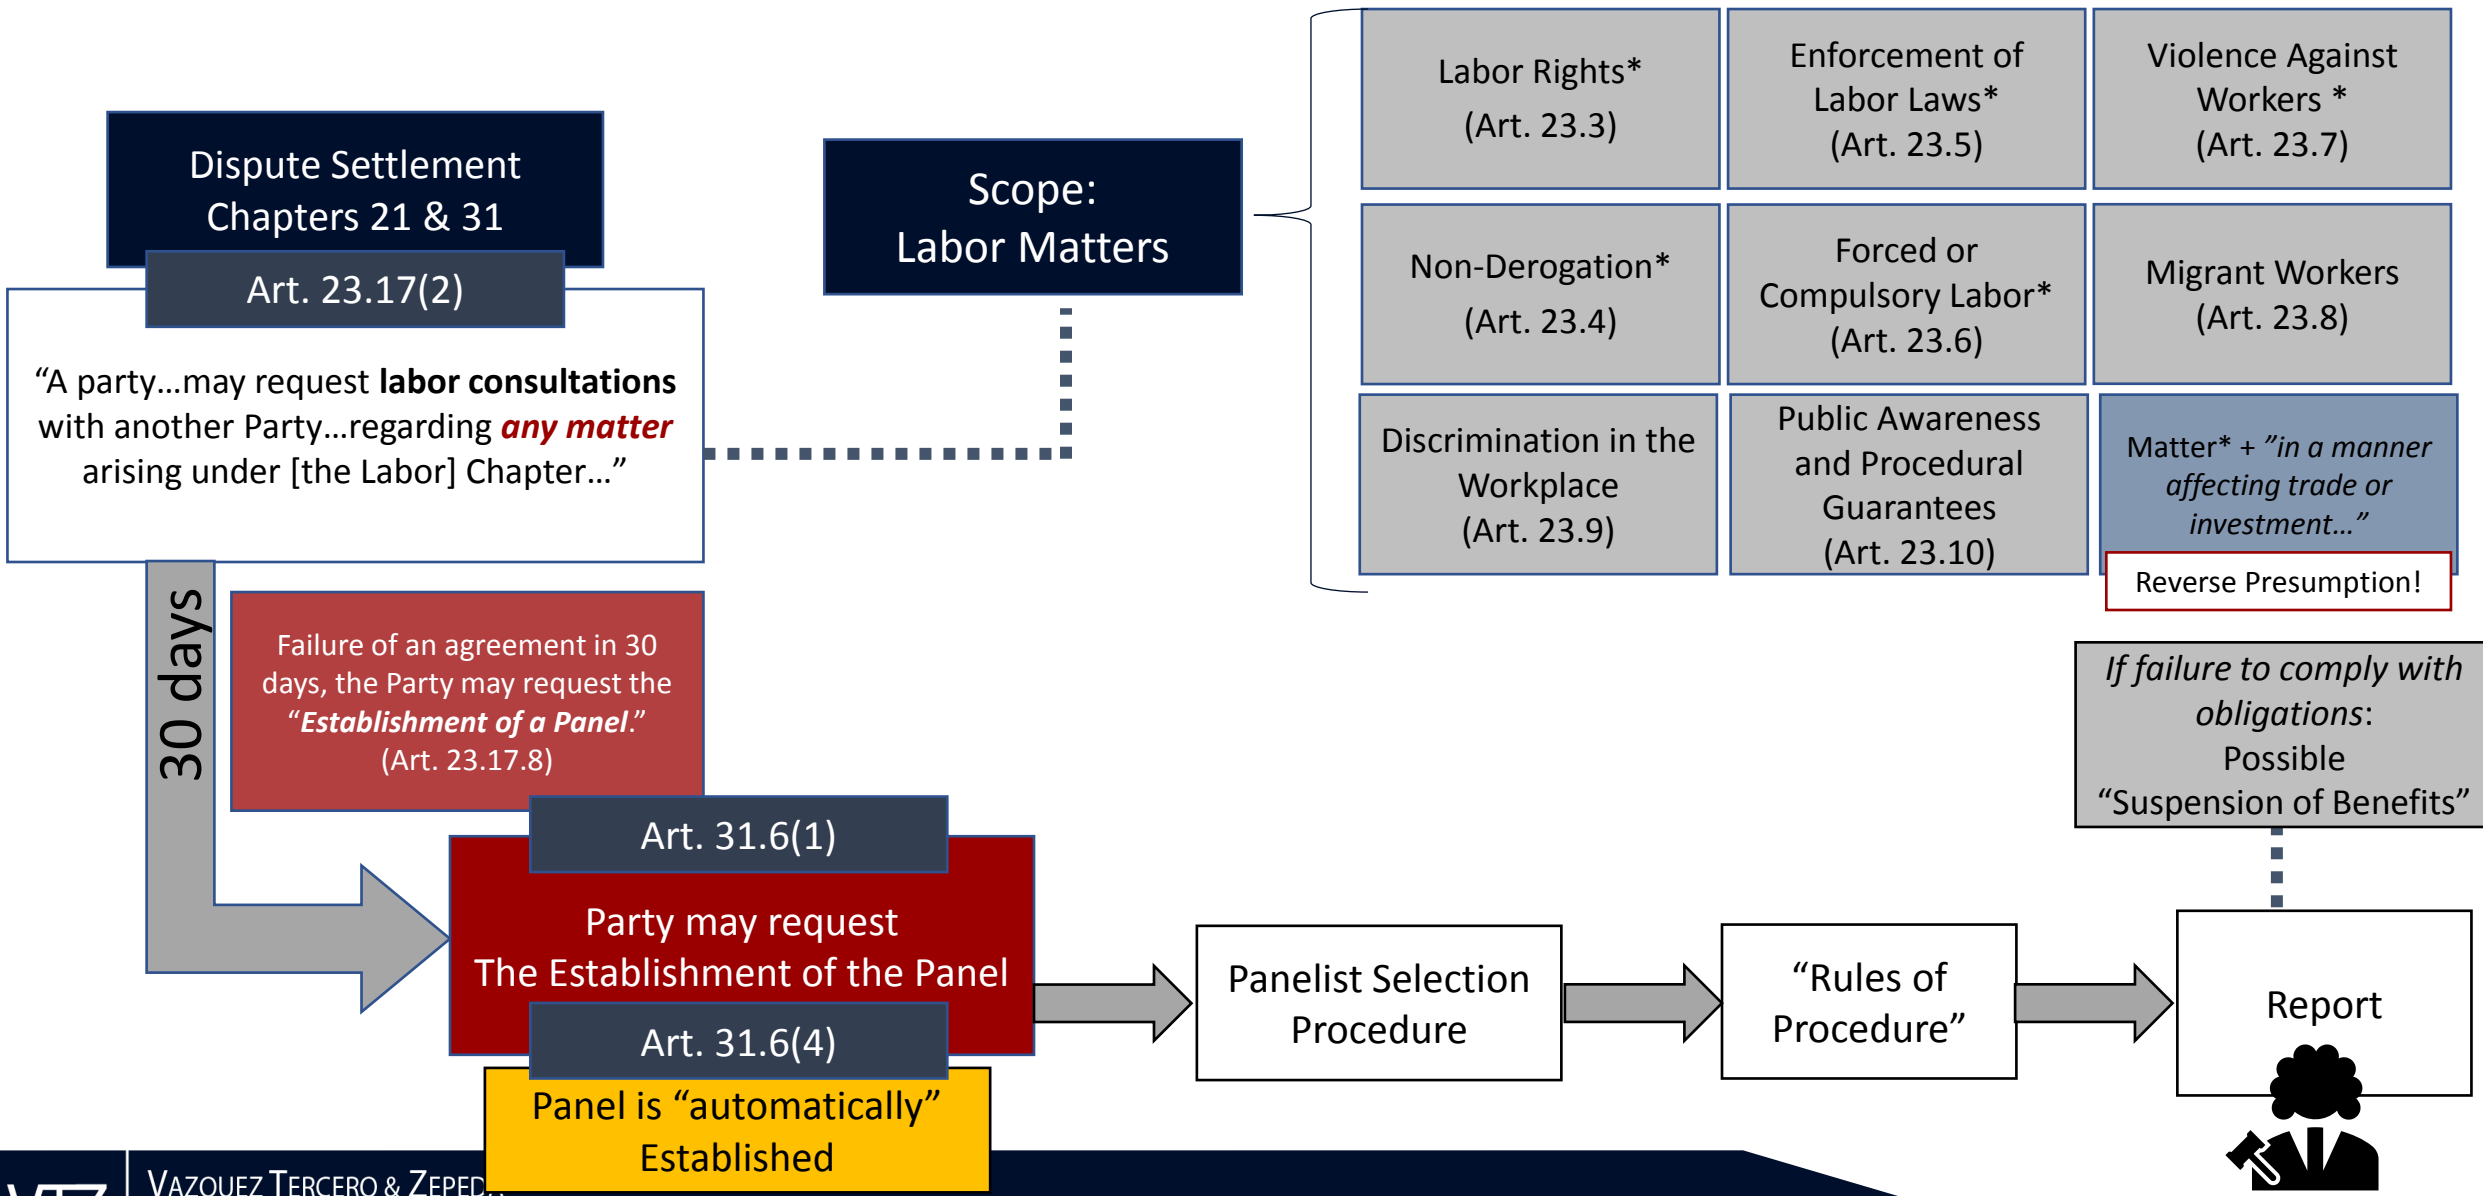 Dispute Settlement
Chapters 21 & 31
Art. 23.17(2)
“A party…may request labor consultations
with another Party…regarding any matter
arising under [the Labor] Chapter…”
Scope:
Labor Matters
Labor Rights*
(Art. 23.3)
Enforcement of
Labor Laws*
(Art. 23.5)
Violence Against
Workers *
(Art. 23.7)
Non-Derogation*
(Art. 23.4)
Forced or
Compulsory Labor*
(Art. 23.6)
Migrant Workers
(Art. 23.8)
Discrimination in the
Workplace
(Art. 23.9)
Public Awareness
and Procedural
Guarantees
(Art. 23.10)
Matter* + ”in a manner
affecting trade or
investment…”
Reverse Presumption!
30 days
Failure of an agreement in 30
days, the Party may request the
“Establishment of a Panel.”
(Art. 23.17.8)
Art. 31.6(1)
Party may request
The Establishment of the Panel
Art. 31.6(4)
Panel is “automatically”
Established
Panelist Selection
Procedure
“Rules of
Procedure”
Report
If failure to comply with
obligations:
Possible
“Suspension of Benefits”
VTZ
VAZQUEZ TERCERO & ZEPEDA